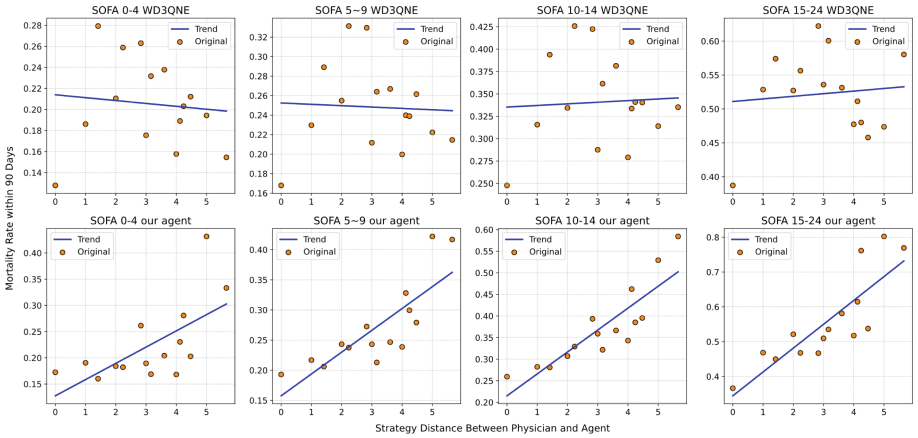 SOFA 0-4 WD3QNE
SOFA 5~9 WD3QNE
SOFA 10-14 WD3QNE
SOFA 15-24 WD3QNE
Trend
Original
Trend
Original
Trend
Original
Trend
Original
0.28
0.26
0.24
0.22
0.20
0.18
0.16
0.14
0 1 2 3 4 5
0.32
0.28
0.24
0.20
0.16
0 1 2 3 4 5
0.425
0.400
0.375
0.350
0.325
0.300
0.275
0.250
0 1 2 3 4 5
0.60
0.55
0.50
0.45
0.40
0 1 2 3 4 5
Mortality Rate within 90 Days
SOFA 0-4 our agent
SOFA 5~9 our agent
SOFA 10-14 our agent
SOFA 15-24 our agent
Trend
Original
Trend
Original
Trend
Original
Trend
Original
0.40
0.35
0.30
0.25
0.20
0.15
0 1 2 3 4 5
0.40
0.35
0.30
0.25
0.20
0.15
0 1 2 3 4 5
0.60
0.55
0.50
0.45
0.40
0.35
0.30
0.25
0.20
0 1 2 3 4 5
0.8
0.7
0.6
0.5
0.4
0 1 2 3 4 5
Strategy Distance Between Physician and Agent